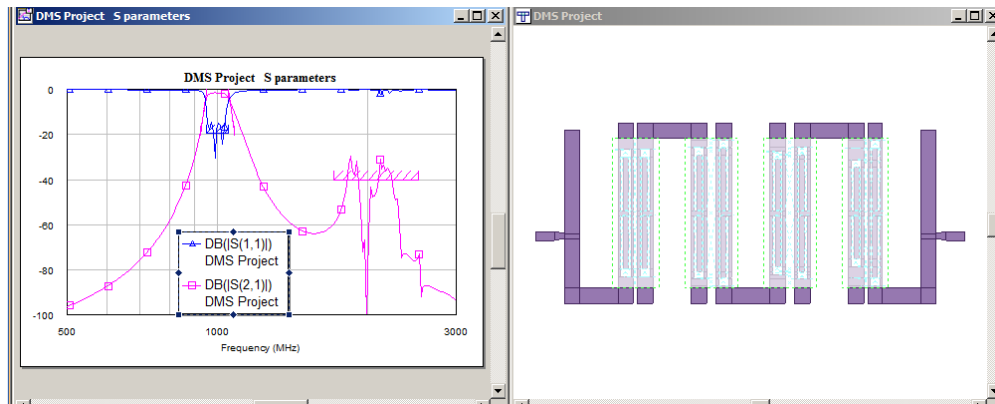 DMS Project   S parameters
DMS Project
DMS Project   S parameters
0
-20
-40
-60
-80
-100
DB(|S(1,1)|)
DMS Project
DB(|S(2,1)|)
DMS Project
500
1000
3000
Frequency (MHz)